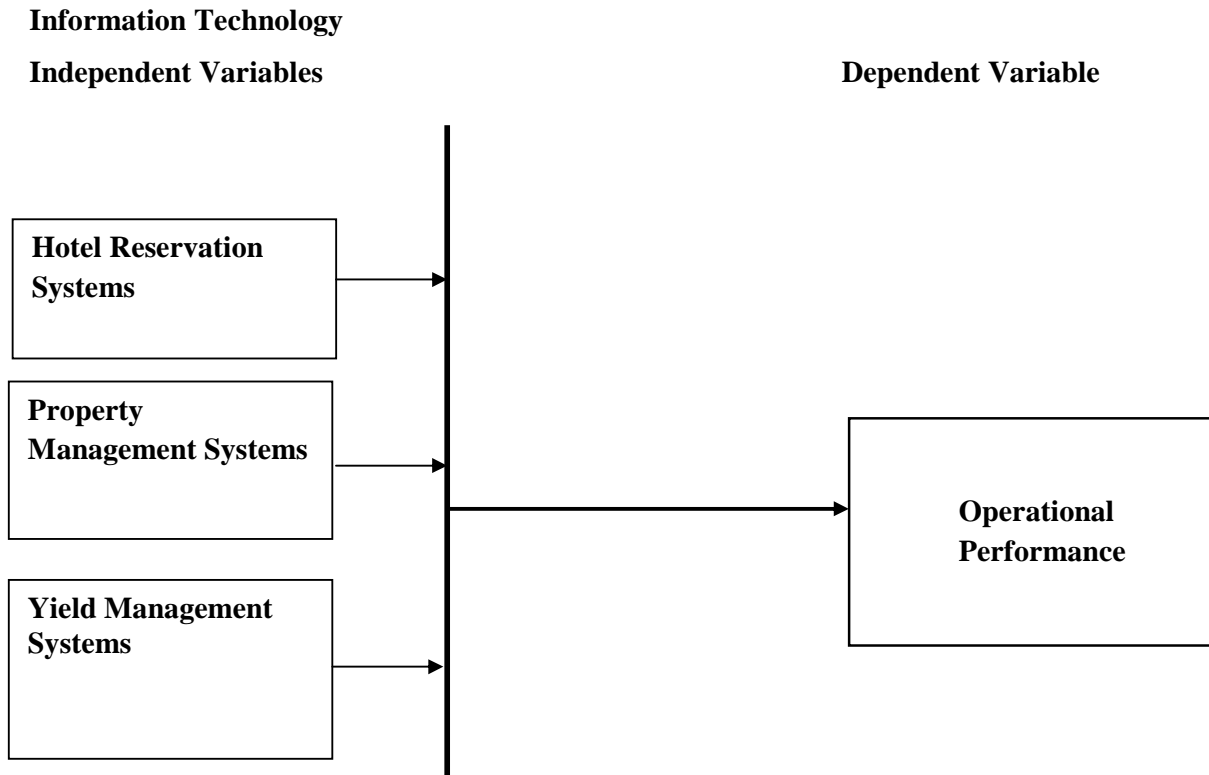 Information Technology
Independent Variables
Dependent Variable
Hotel Reservation
Systems
Property
Management Systems
Yield Management
Systems
Operational
Performance